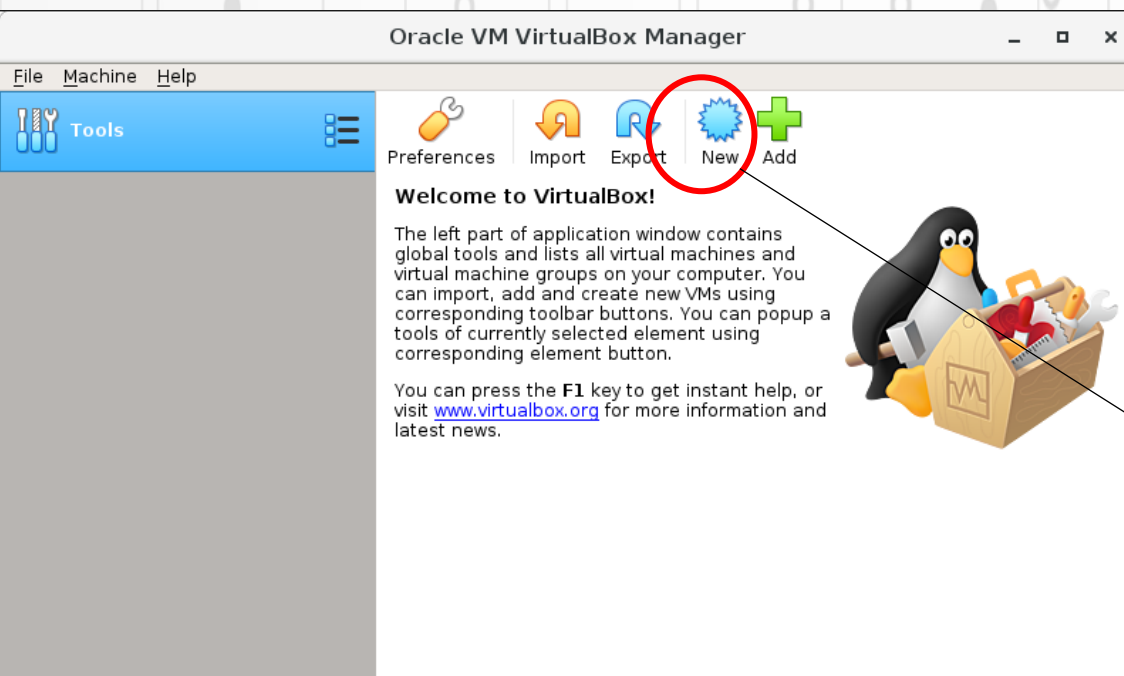 Oracle VM VirtualBox Manager
File Machine Help
Tools
Preferences Import Export New Add
Welcome to VirtualBox!
The left part of application window contains
global tools and lists all virtual machines and
virtual machine groups on your computer. You
can import, add and create new VMs using
corresponding toolbar buttons. You can popup a
tools of currently selected element using
corresponding element button.
You can press the F1 key to get instant help, or
visit www.virtualbox.org for more information and
latest news.